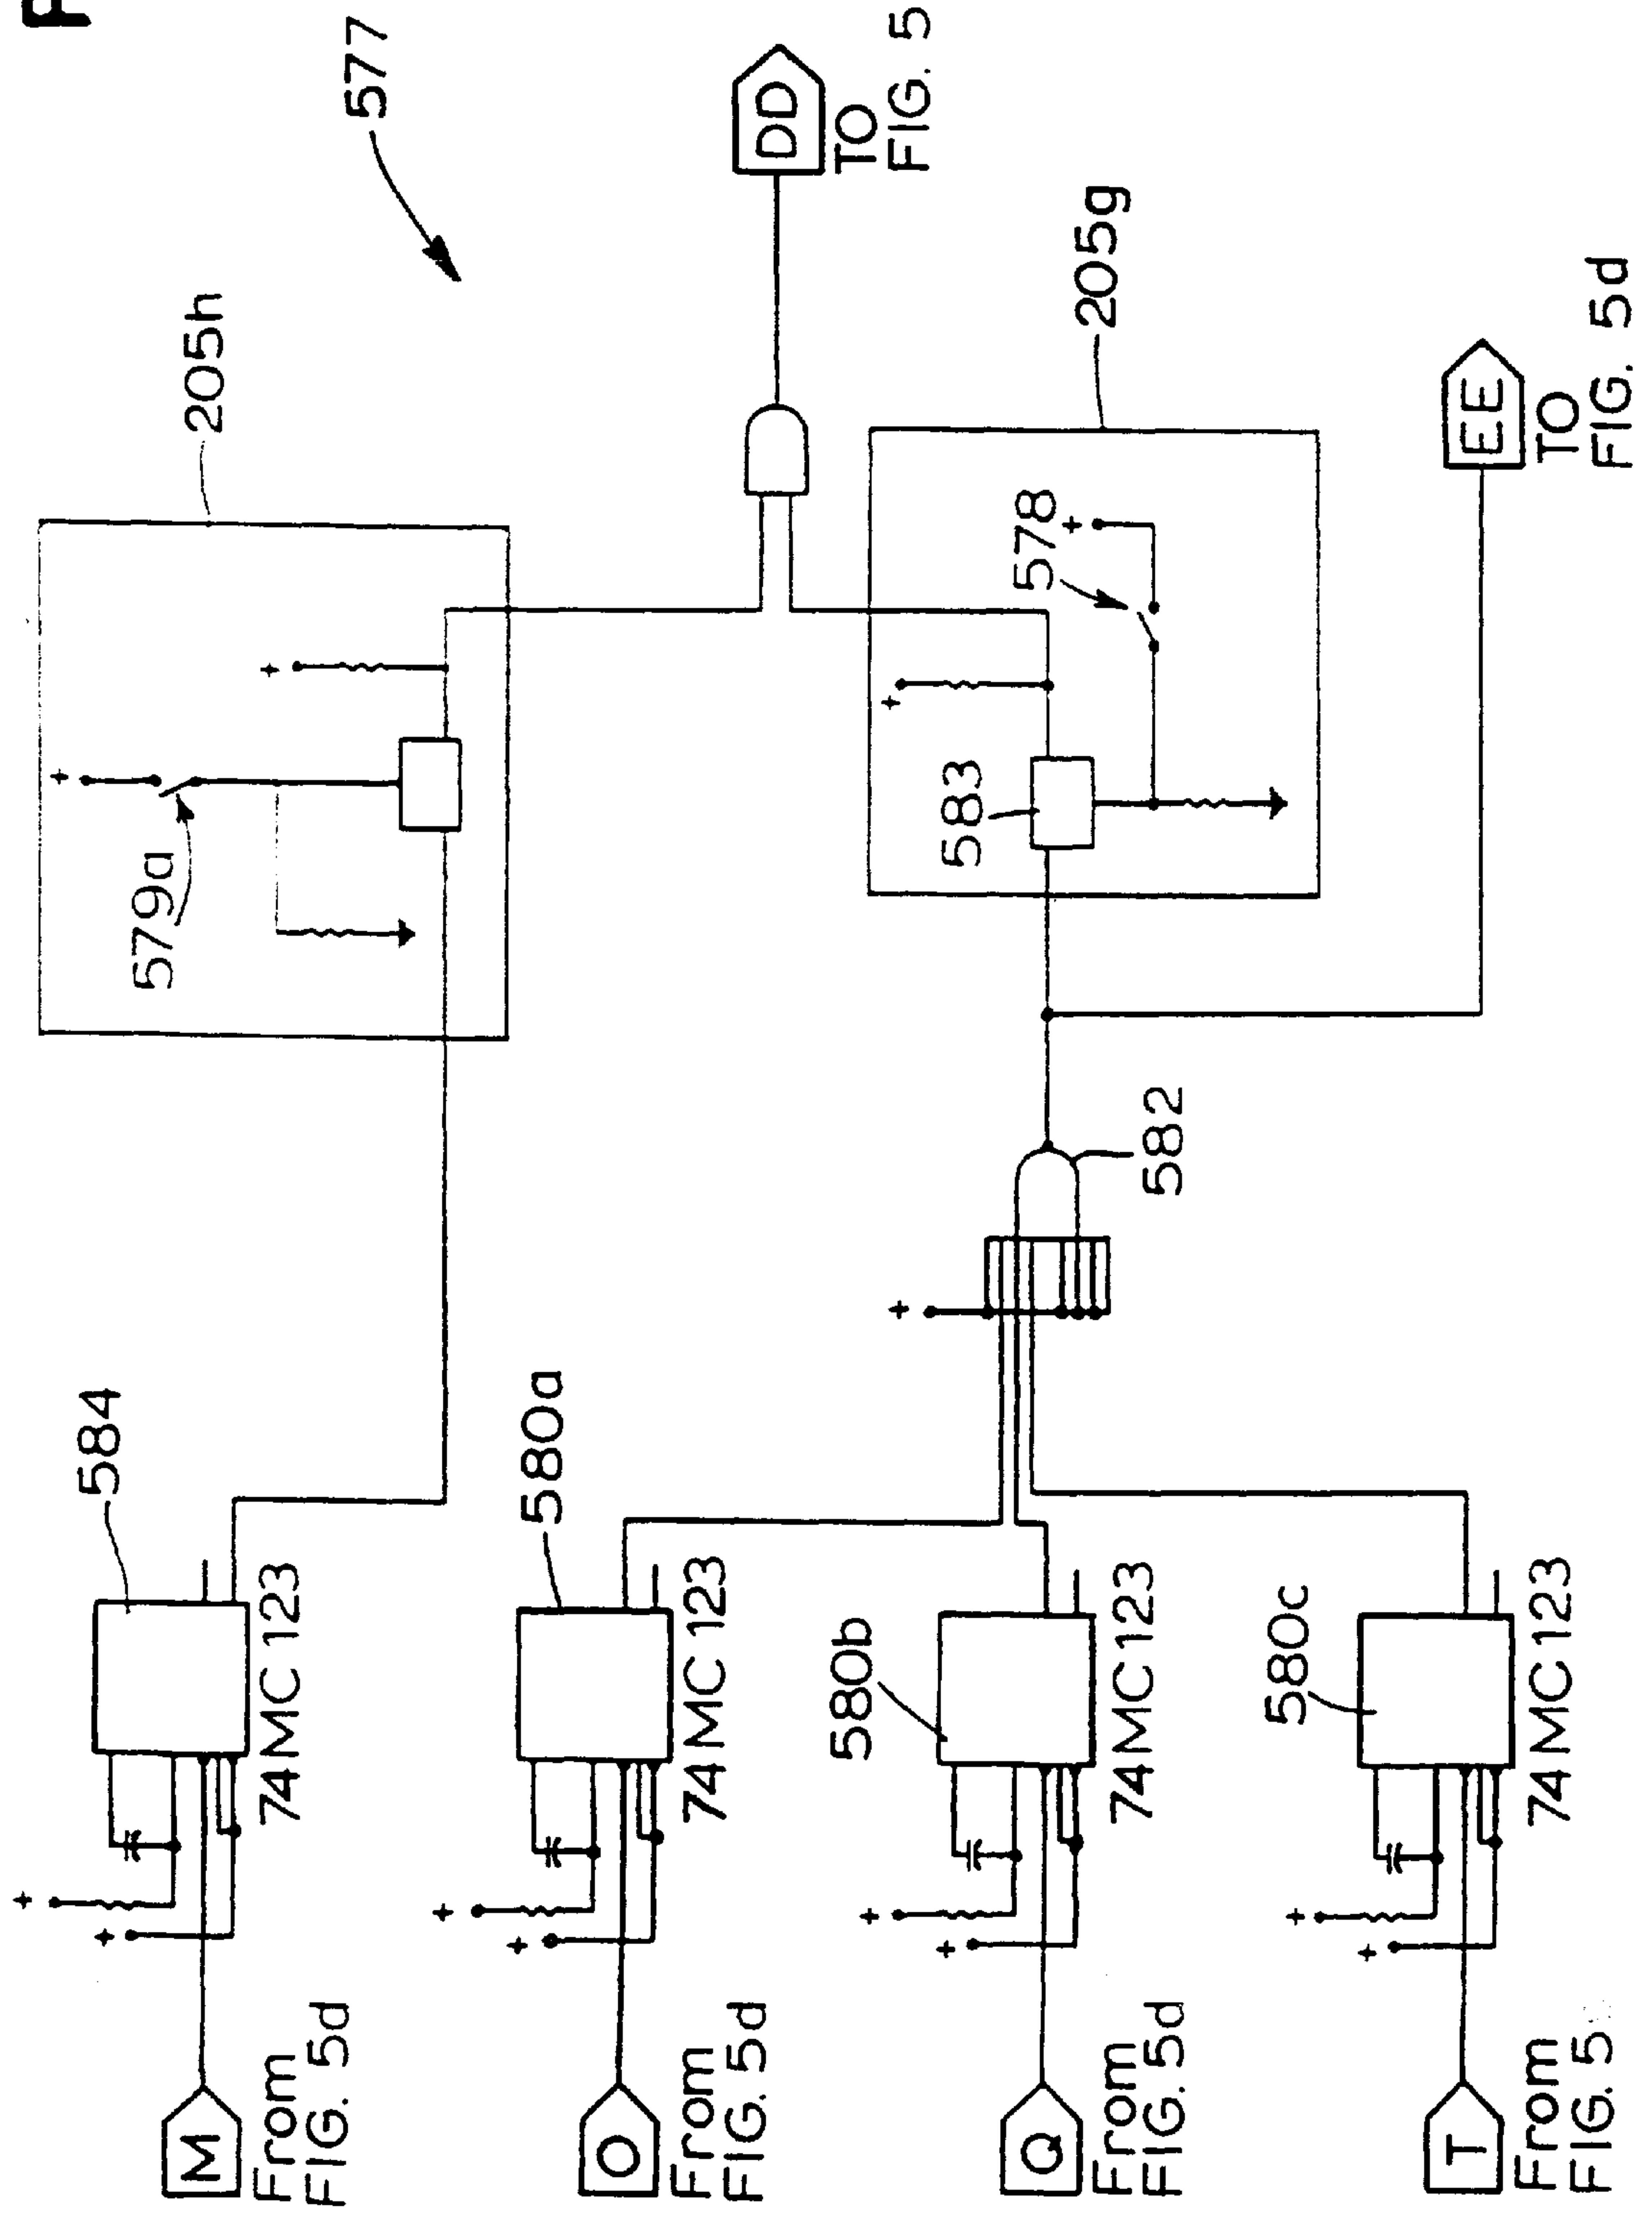 577
205h
579a
+
+
584
+
+
74MC123
M
From
FIG. 5d
DD
TO
FIG. 5
580a
+
+
74MC123
O
From
FIG. 5d
205g
578
+
+
583
582
+
580b
+
+
74MC123
Q
From
FIG. 5d
EE
TO
FIG. 5d
580c
+
+
74MC123
T
From
FIG. 5